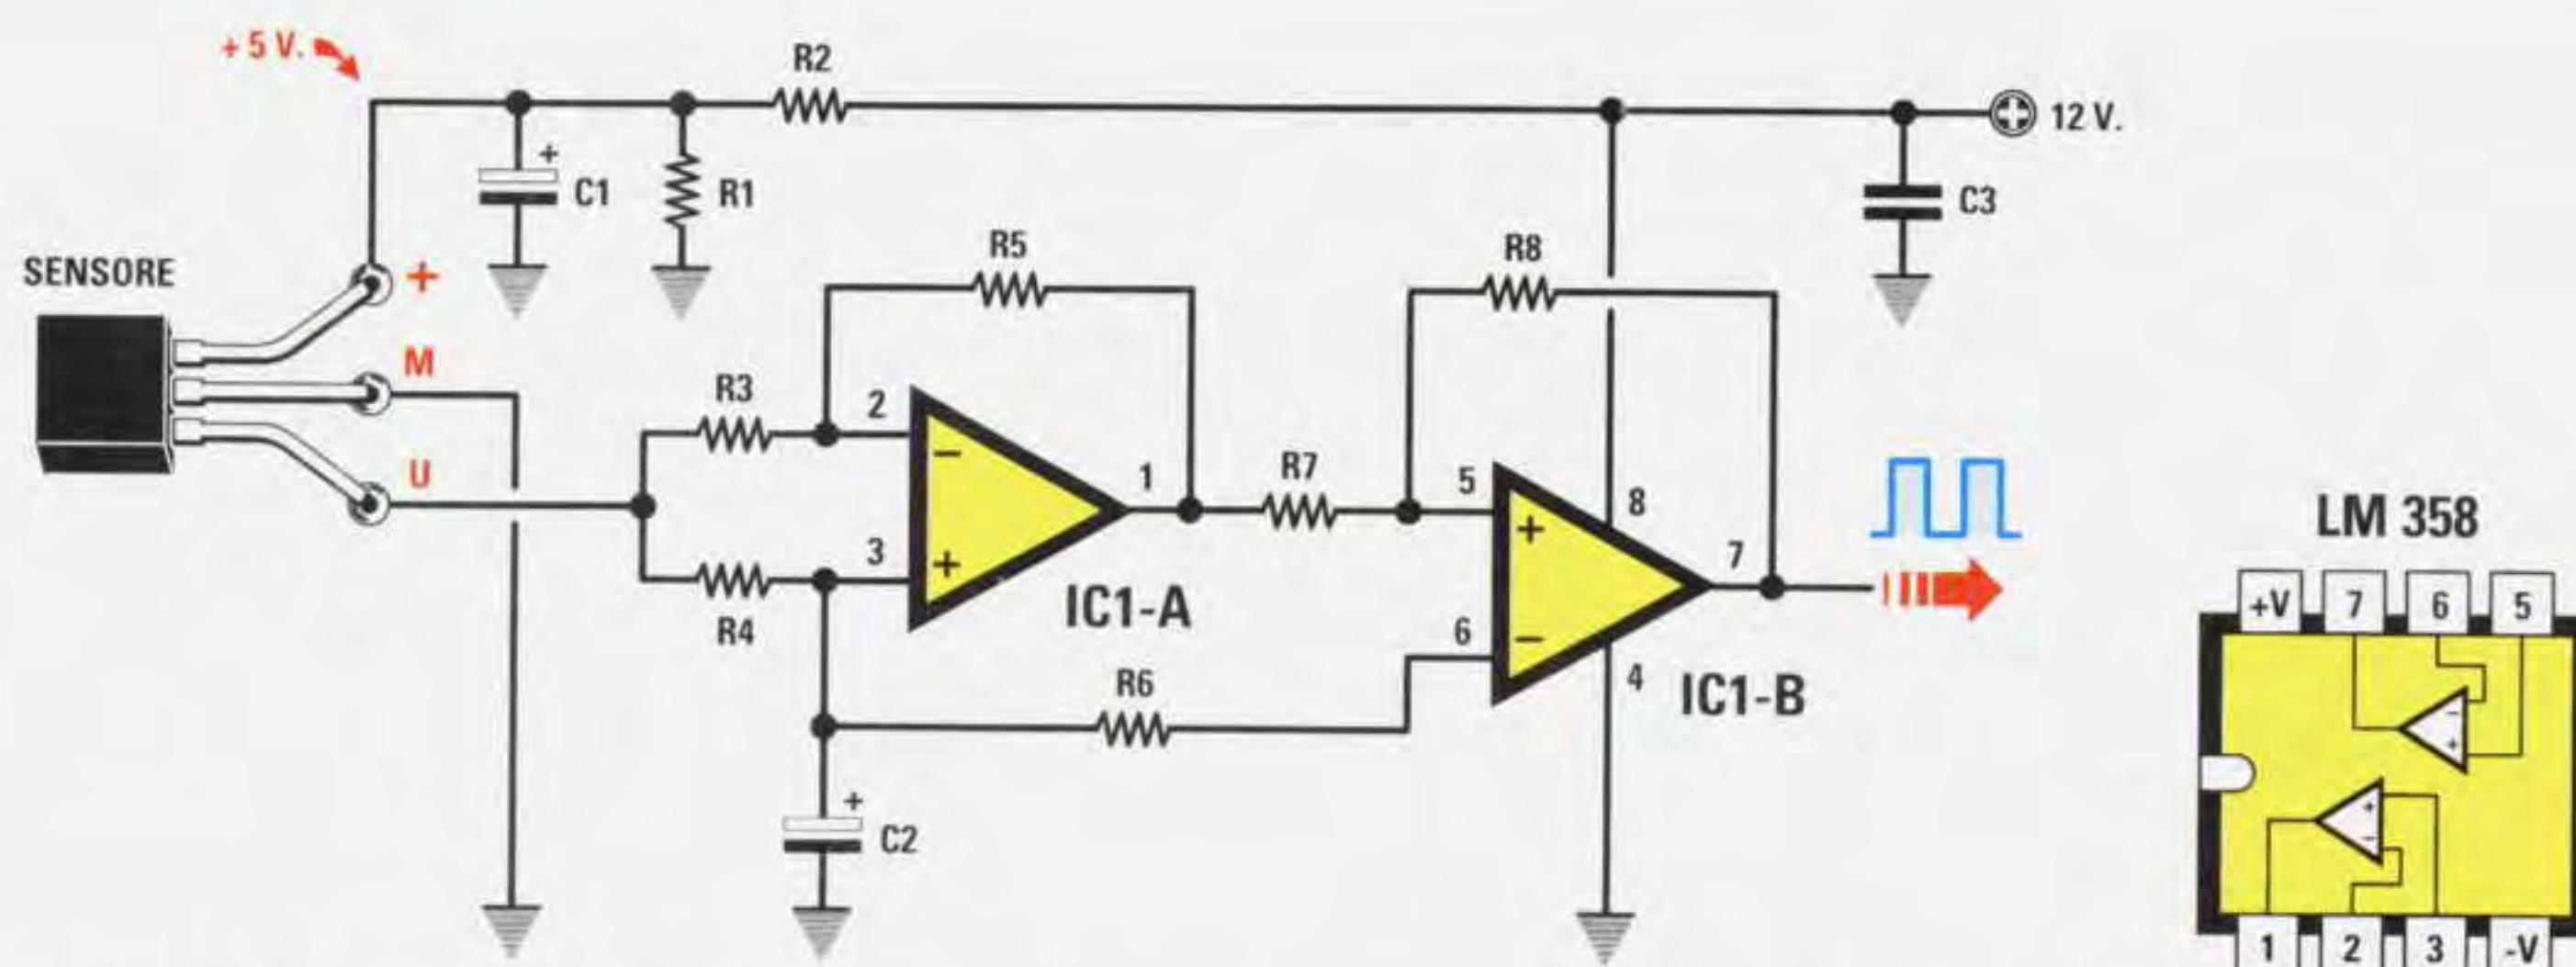 + 5 V.
R2
12 V.
+
C1
R1
C3
R5
R8
SENSORE
+
M
U
R3
2
−
1
R7
5
+
8
7
3
+
R4
IC1-A
6
−
4
IC1-B
R6
+
C2
LM 358
+V 7 6 5
−
+
+
−
1 2 3 -V